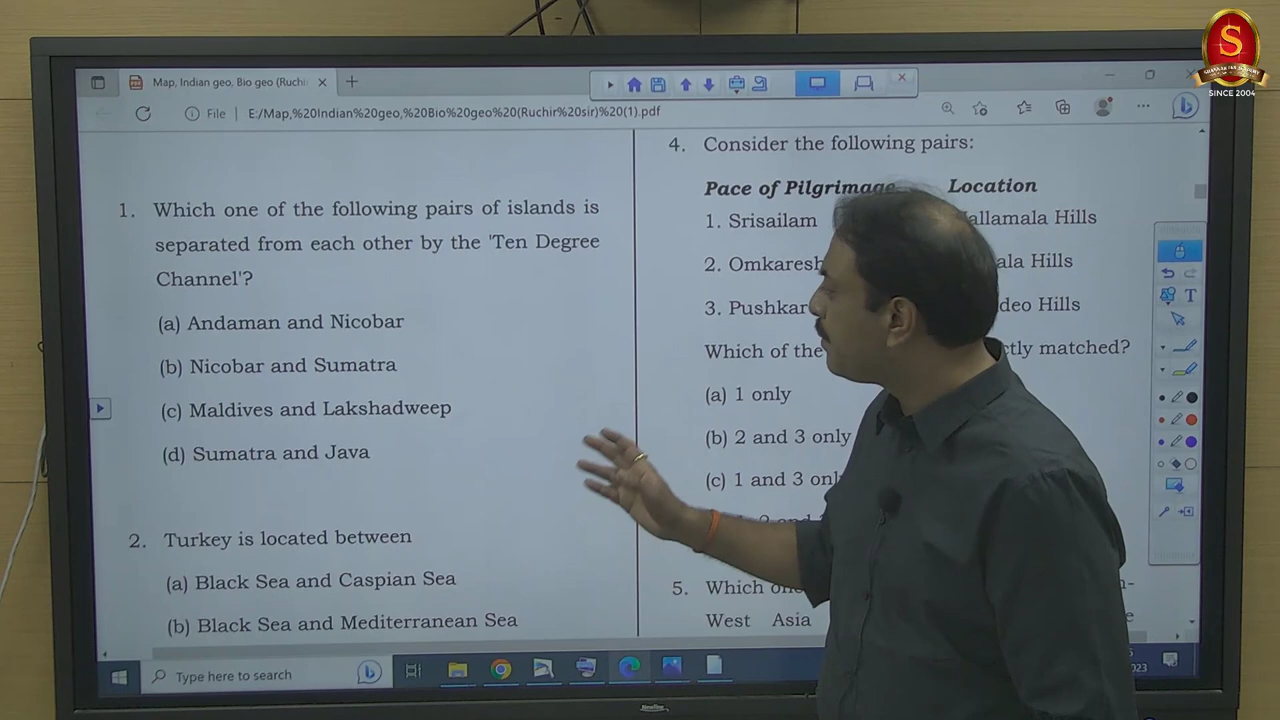 Map, Indian geo, Bio geo (Ruchi
File
E:/Map,%20Indian%20geo,%20Bio%20geo%20(Ruchir%20sir)%20(1).pdf
S
SINCE 2004
1. Which one of the following pairs of islands is
separated from each other by the 'Ten Degree
Channel'?
(a) Andaman and Nicobar
(b) Nicobar and Sumatra
(c) Maldives and Lakshadweep
(d) Sumatra and Java
2. Turkey is located between
(a) Black Sea and Caspian Sea
(b) Black Sea and Mediterranean Sea
4. Consider the following pairs:
Pace of Pilgrimage Location
1. Srisailam allamala Hills
2. Omkaresh ala Hills
3. Pushkar deo Hills
Which of the ctly matched?
(a) 1 only
(b) 2 and 3 only
(c) 1 and 3 onl
5. Which on
West Asia
Type here to search